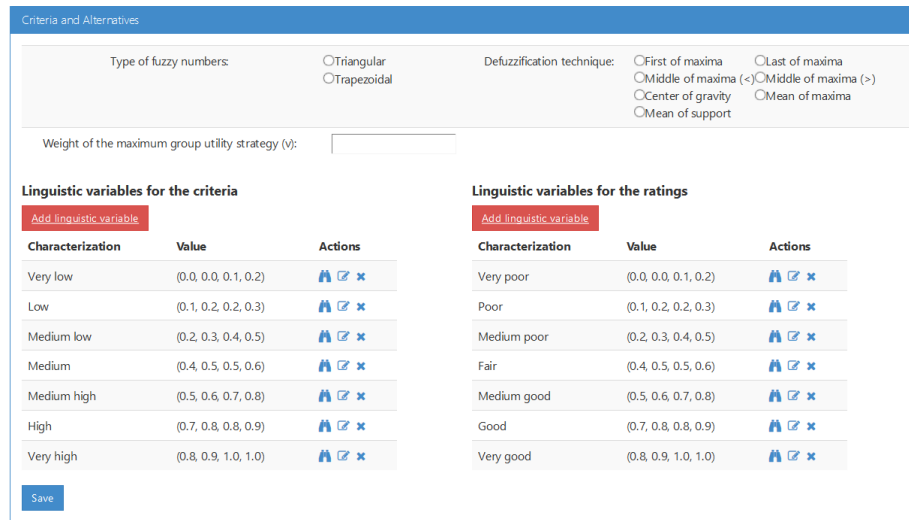 Criteria and Alternatives
Type of fuzzy numbers: Triangular Defuzzification technique: First of maxima Last of maxima
Trapezoidal Middle of maxima (<) Middle of maxima (>)
Center of gravity Mean of maxima
Mean of support
Weight of the maximum group utility strategy (v):
Linguistic variables for the criteria Linguistic variables for the ratings
Add linguistic variable Add linguistic variable
Characterization Value Actions Characterization Value Actions
Very low (0.0, 0.0, 0.1, 0.2) Very poor (0.0, 0.0, 0.1, 0.2)
Low (0.1, 0.2, 0.2, 0.3) Poor (0.1, 0.2, 0.2, 0.3)
Medium low (0.2, 0.3, 0.4, 0.5) Medium poor (0.2, 0.3, 0.4, 0.5)
Medium (0.4, 0.5, 0.5, 0.6) Fair (0.4, 0.5, 0.5, 0.6)
Medium high (0.5, 0.6, 0.7, 0.8) Medium good (0.5, 0.6, 0.7, 0.8)
High (0.7, 0.8, 0.8, 0.9) Good (0.7, 0.8, 0.8, 0.9)
Very high (0.8, 0.9, 1.0, 1.0) Very good (0.8, 0.9, 1.0, 1.0)
Save